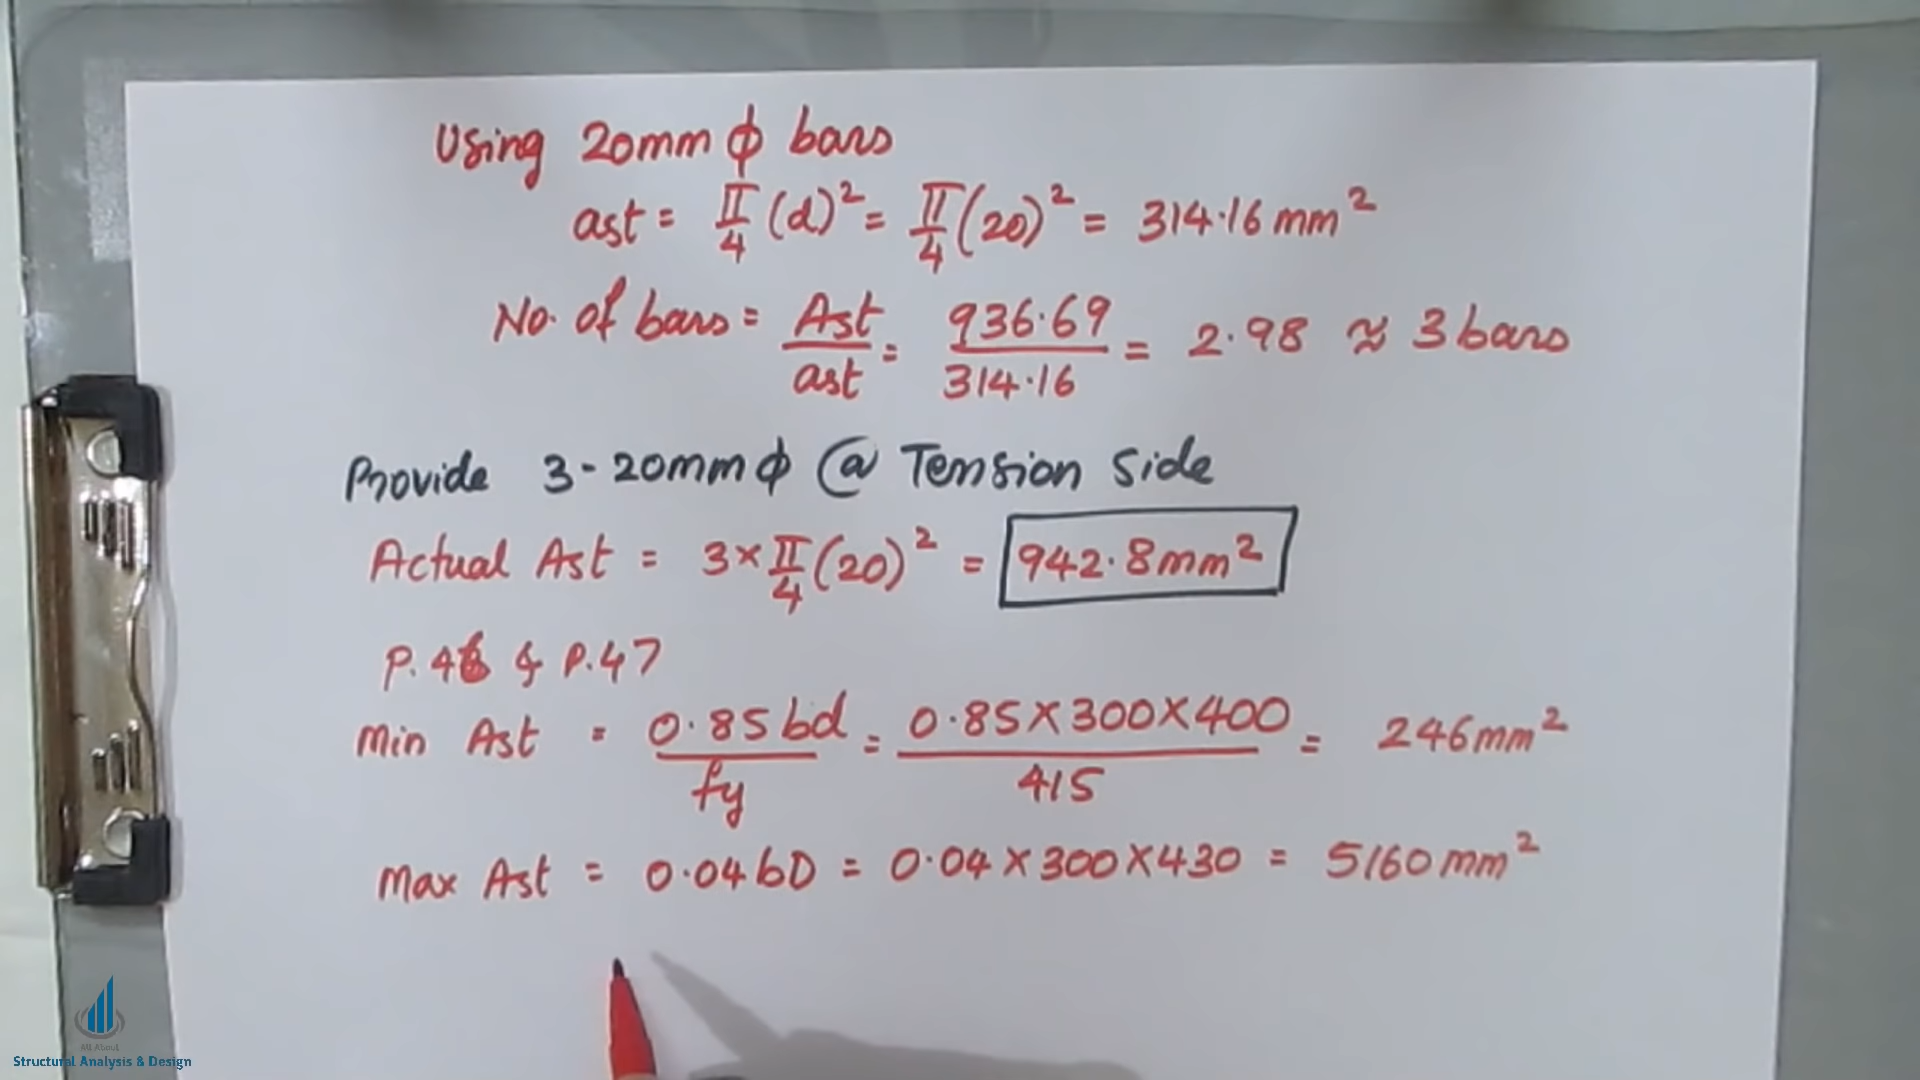 Using 20mm ϕ bars
ast = π/4 (d)² = π/4 (20)² = 314.16 mm²
No. of bars = Ast/ast = 936.69/314.16 = 2.98 ≈ 3 bars
Provide 3-20mm ϕ @ Tension Side
Actual Ast = 3 × π/4 (20)² = 942.8mm²
P.46 & P.47
Min Ast = 0.85bd/fy = 0.85×300×400/415 = 246mm²
Max Ast = 0.04bD = 0.04×300×430 = 5160mm²
All About
Structural Analysis & Design